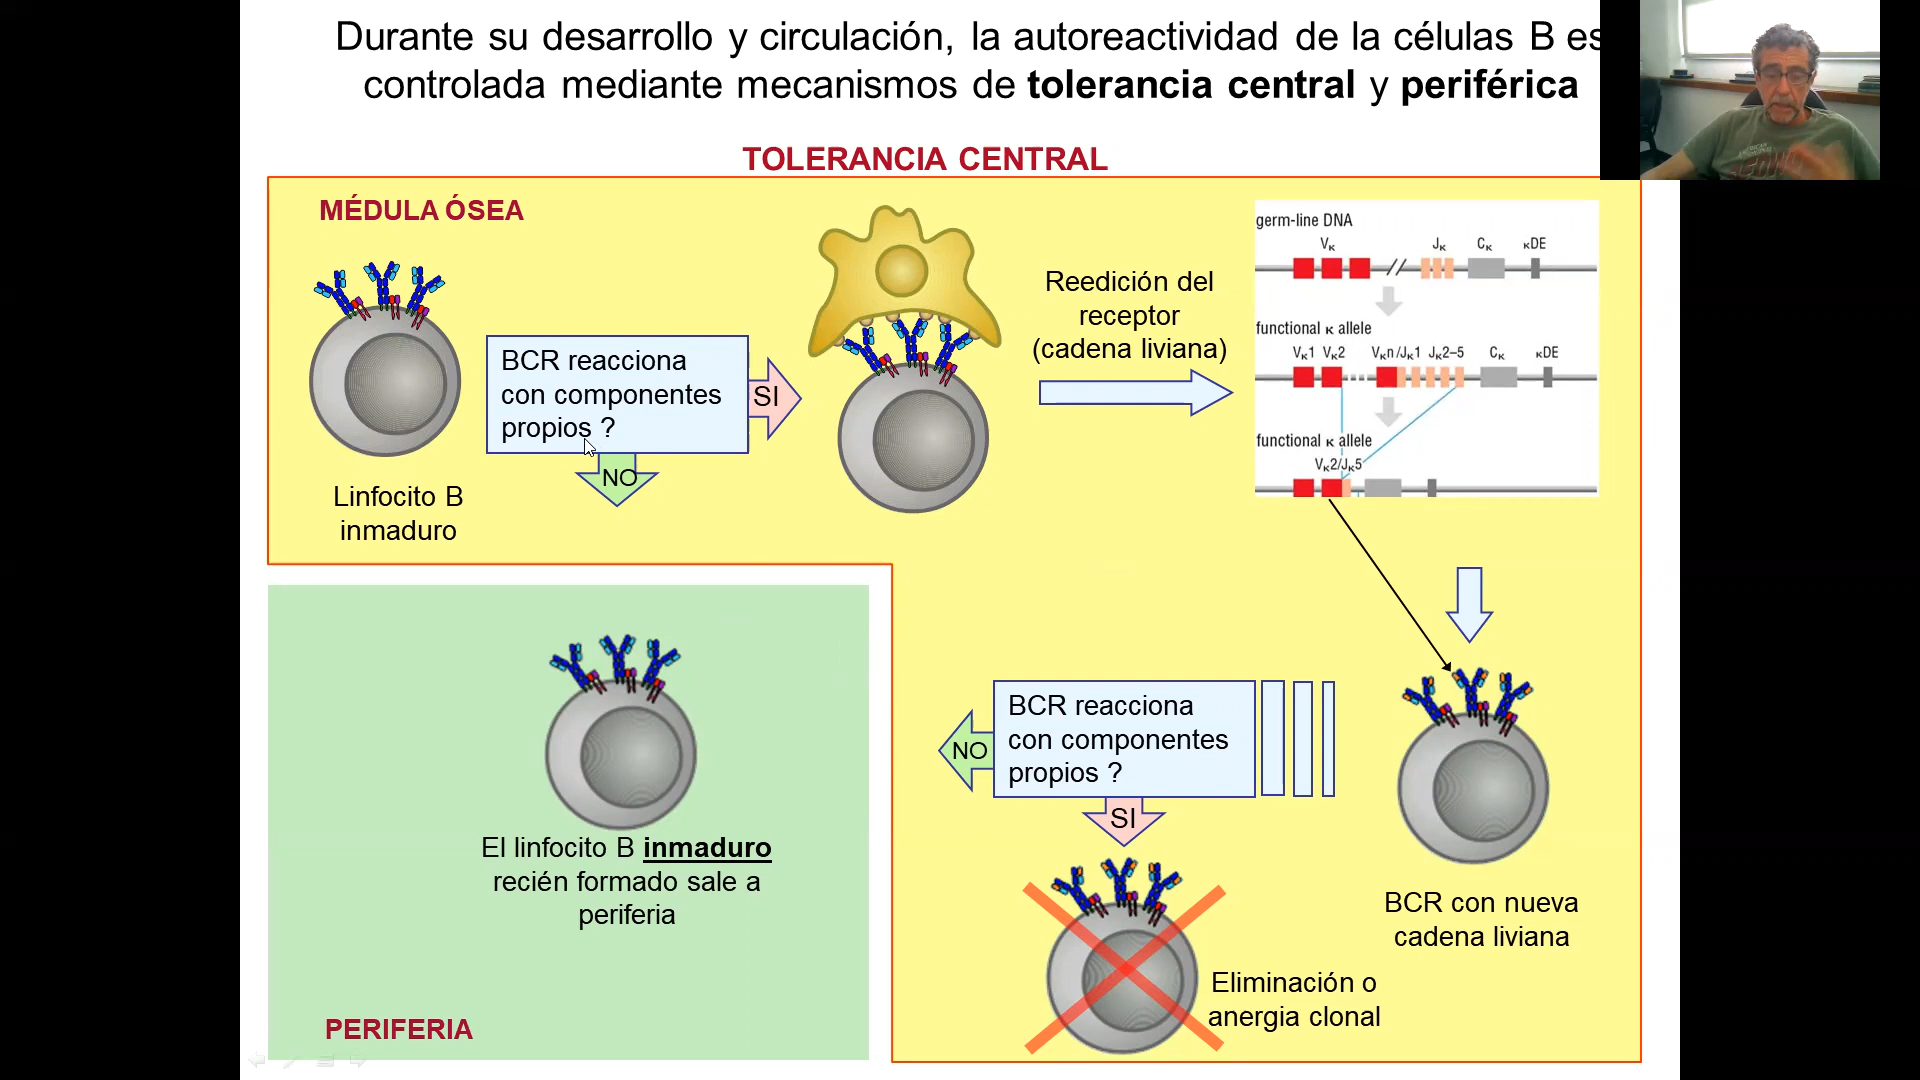 Durante su desarrollo y circulación, la autoreactividad de la células B es
controlada mediante mecanismos de tolerancia central y periférica
TOLERANCIA CENTRAL
MÉDULA ÓSEA
BCR reacciona
con componentes
propios ?
SI
NO
Linfocito B
inmaduro
Reedición del
receptor
(cadena liviana)
germ-line DNA
Vκ Jκ Cκ κDE
functional κ allele
Vκ1 Vκ2 Vκn/Jκ1 Jκ2–5 Cκ κDE
functional κ allele
Vκ2/Jκ5
BCR con nueva
cadena liviana
BCR reacciona
con componentes
propios ?
NO
SI
Eliminación o
anergia clonal
El linfocito B inmaduro
recién formado sale a
periferia
PERIFERIA